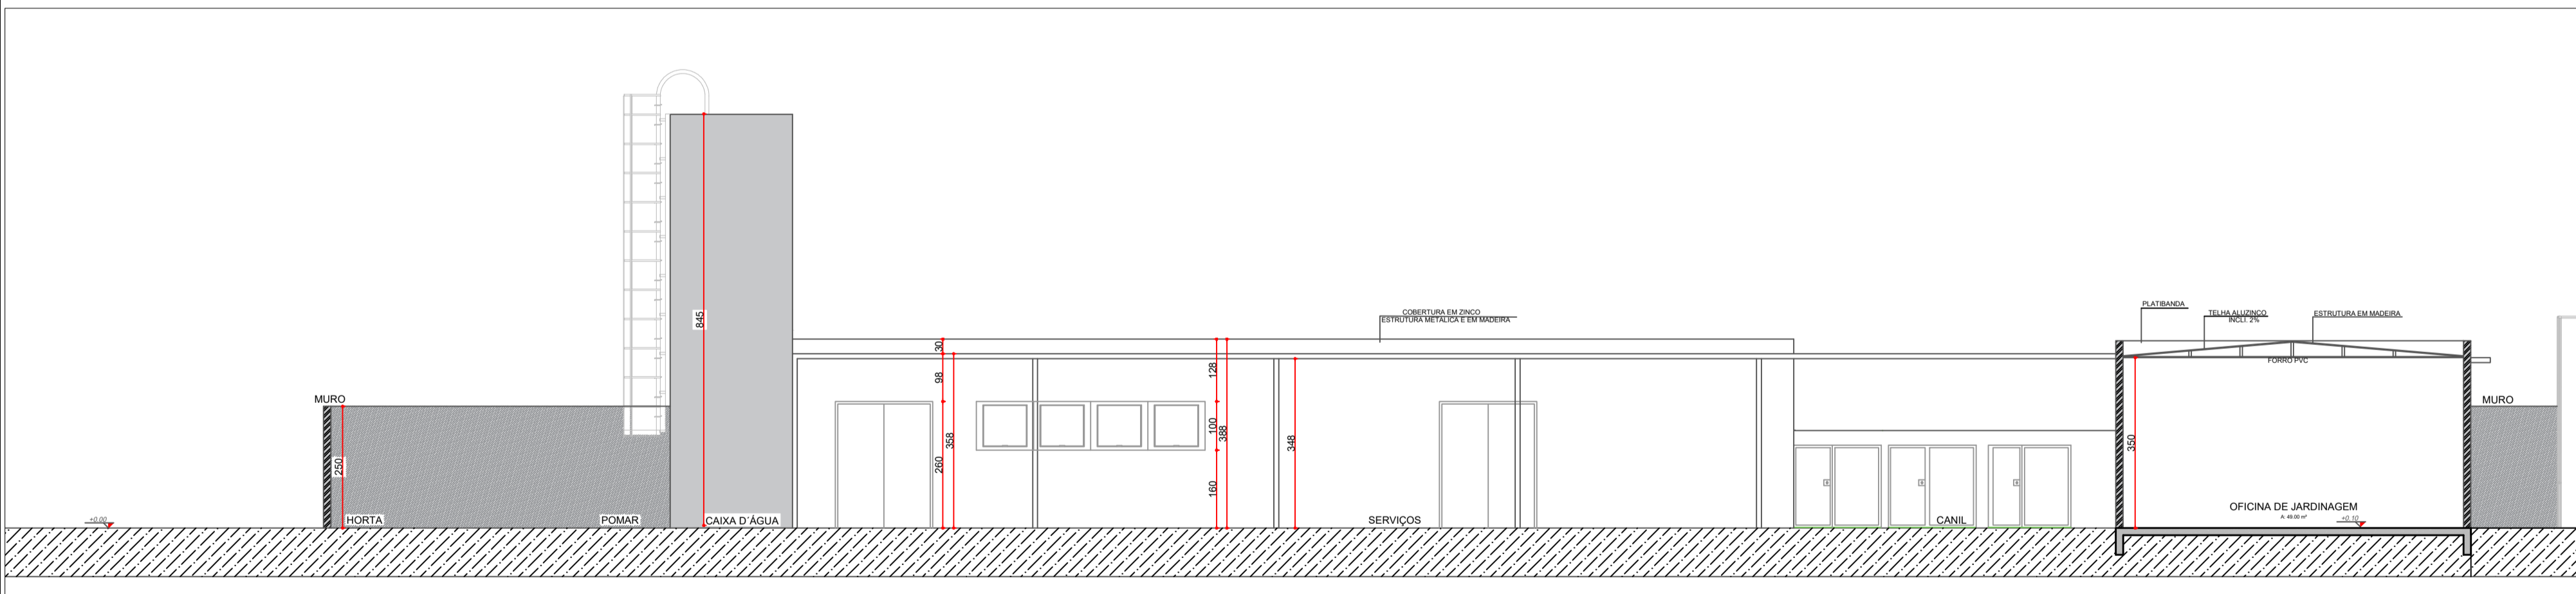 COBERTURA EM ZINCO
ESTRUTURA METÁLICA E EM MADEIRA
PLATIBANDA
TELHA ALUZINCO
INCLI. 2%
ESTRUTURA EM MADEIRA
FORRO PVC
845
30
98
358
260
128
100
388
160
348
350
MURO
250
MURO
+0.00
HORTA
POMAR
CAIXA D´ÁGUA
SERVIÇOS
CANIL
OFICINA DE JARDINAGEM
A: 49.00 m²
+0.10